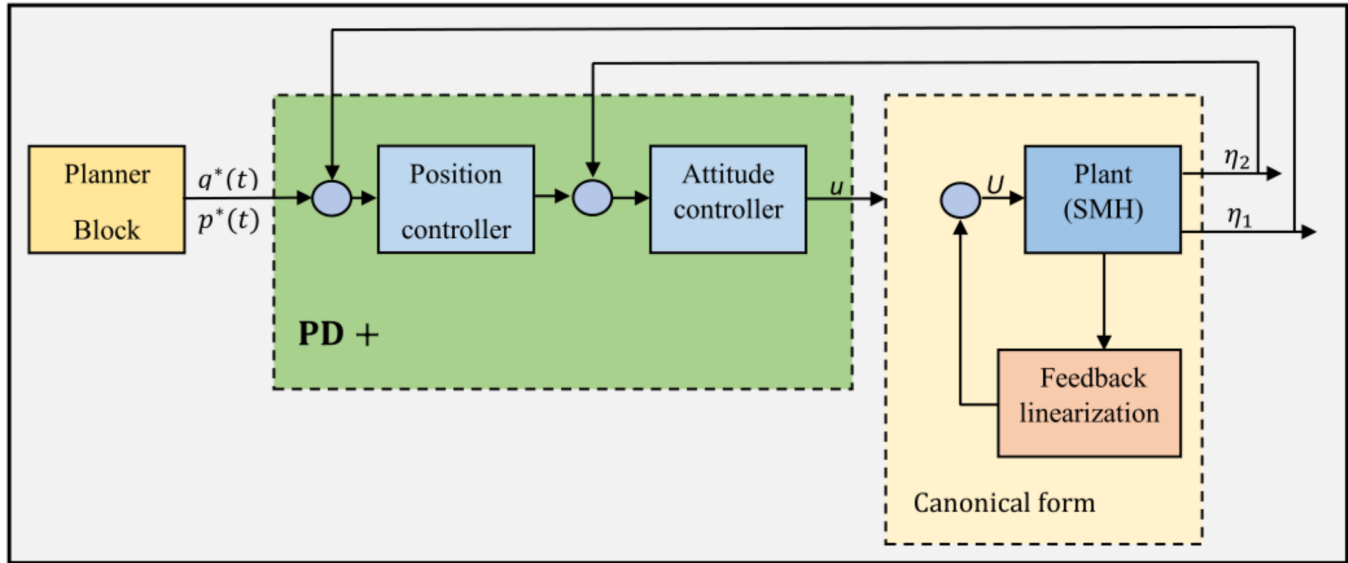 Planner
Block
q*(t)
p*(t)
Position
controller
Attitude
controller
u
PD +
U
Plant
(SMH)
η₂
η₁
Feedback
linearization
Canonical form